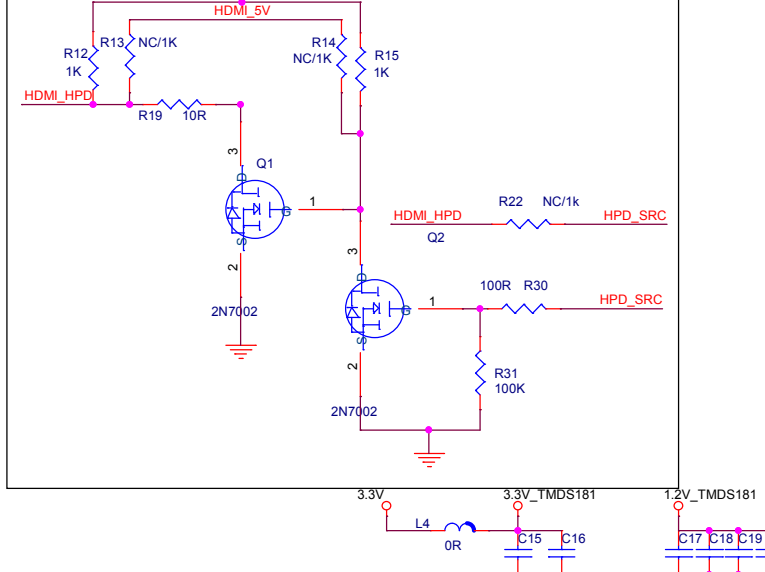 HDMI_5V
R12
1K
R13
NC/1K
R14
NC/1K
R15
1K
HDMI_HPD
R19
10R
3
Q1
D
G
S
1
2
2N7002
HDMI_HPD
R22
NC/1k
HPD_SRC
Q2
3
D
G
S
1
2
2N7002
100R
R30
HPD_SRC
R31
100K
3.3V
3.3V_TMDS181
1.2V_TMDS181
L4
0R
C15
C16
C17
C18
C19